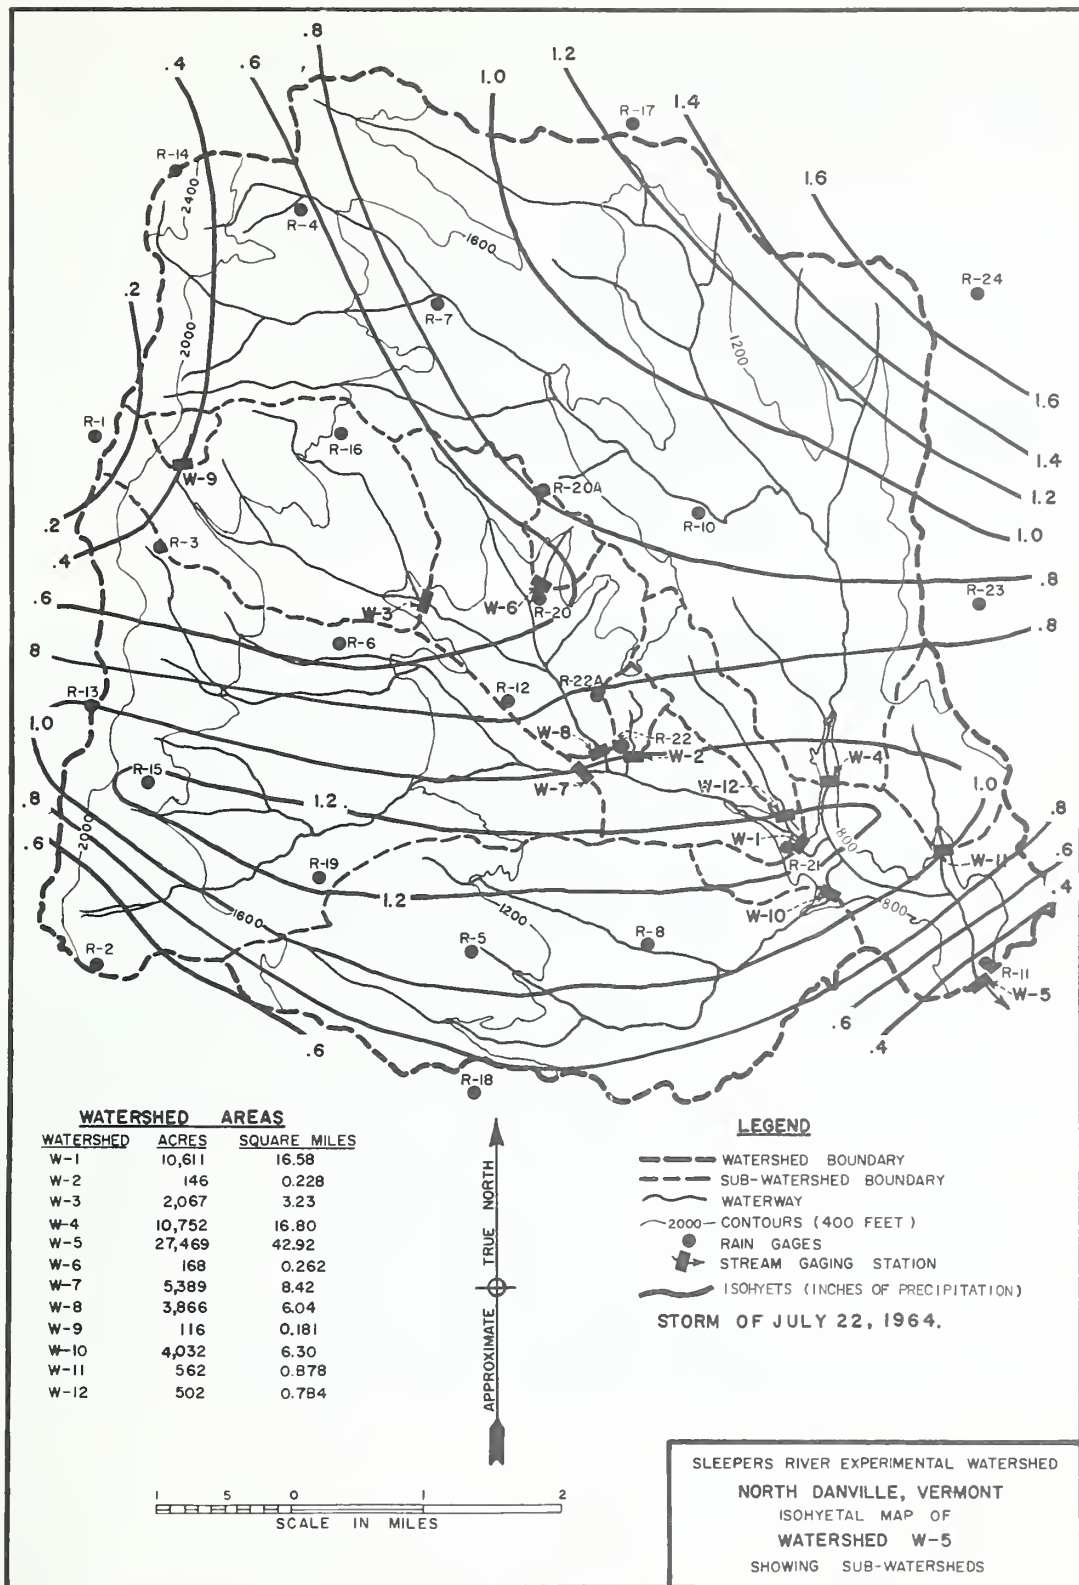 .8
.4
.6
1.0
1.2
1.4
R-17
R-14
2400
1.6
R-4
1600
R-24
.2
R-7
2000
1200
1.6
R-1
R-16
1.4
W-9
R-20A
1.2
.2
R-10
1.0
.4
R-3
.8
.6
W-3
W-6
R-20
R-23
.8
R-6
8
R-22A
R-13
R-12
1.0
W-8
R-22
W-2
W-4
R-15
W-7
W-12
1.0
.8
1.2
.8
2000
W-1
800
.6
R-21
W-11
.6
R-19
1.2
.4
1600
1200
W-10
800
R-2
R-5
R-8
R-11
W-5
.6
.6
.4
R-18
WATERSHED AREAS
WATERSHED ACRES SQUARE MILES
W-1 10,611 16.58
W-2 146 0.228
W-3 2,067 3.23
W-4 10,752 16.80
W-5 27,469 42.92
W-6 168 0.262
W-7 5,389 8.42
W-8 3,866 6.04
W-9 116 0.181
W-10 4,032 6.30
W-11 562 0.878
W-12 502 0.784
APPROXIMATE TRUE NORTH
LEGEND
WATERSHED BOUNDARY
SUB-WATERSHED BOUNDARY
WATERWAY
2000 CONTOURS (400 FEET)
RAIN GAGES
STREAM GAGING STATION
ISOHYETS (INCHES OF PRECIPITATION)
STORM OF JULY 22, 1964.
1 5 0 1 2
SCALE IN MILES
SLEEPERS RIVER EXPERIMENTAL WATERSHED
NORTH DANVILLE, VERMONT
ISOHYETAL MAP OF
WATERSHED W-5
SHOWING SUB-WATERSHEDS